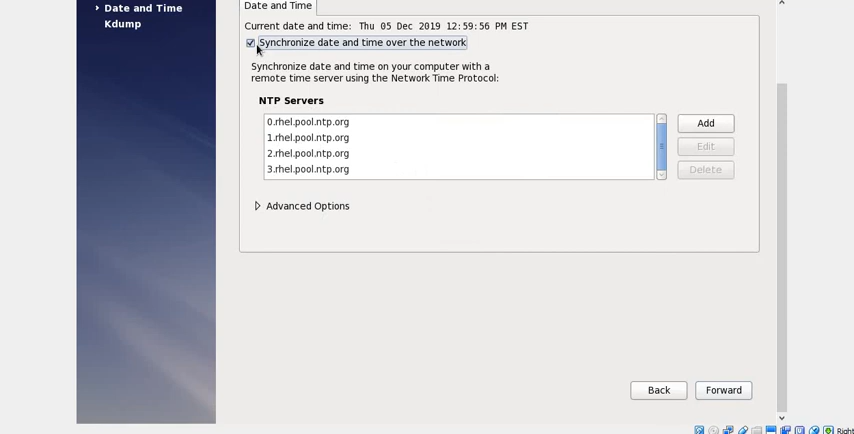 Date and Time
Kdump
Date and Time
Current date and time: Thu 05 Dec 2019 12:59:56 PM EST
Synchronize date and time over the network
Synchronize date and time on your computer with a
remote time server using the Network Time Protocol:
NTP Servers
0.rhel.pool.ntp.org
1.rhel.pool.ntp.org
2.rhel.pool.ntp.org
3.rhel.pool.ntp.org
Add
Edit
Delete
Advanced Options
Back
Forward
Right